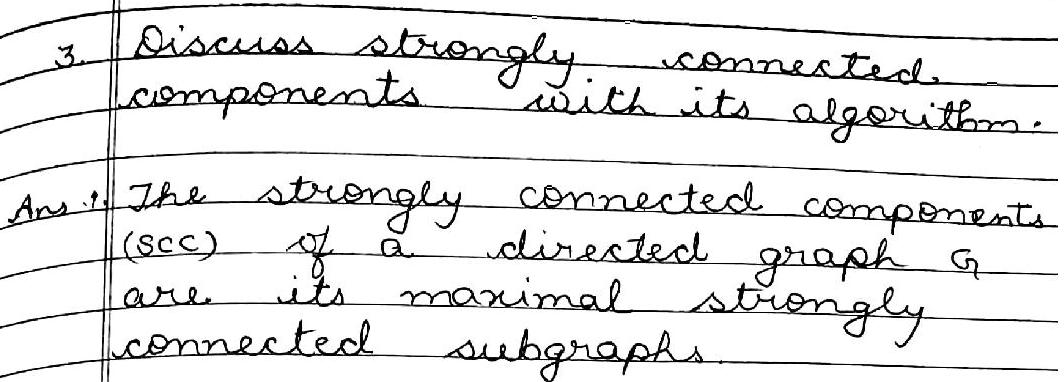 3. Discuss strongly connected
components with its algorithm.
Ans:1. The strongly connected components
(SCC) of a directed graph G
are its maximal strongly
connected subgraphs.